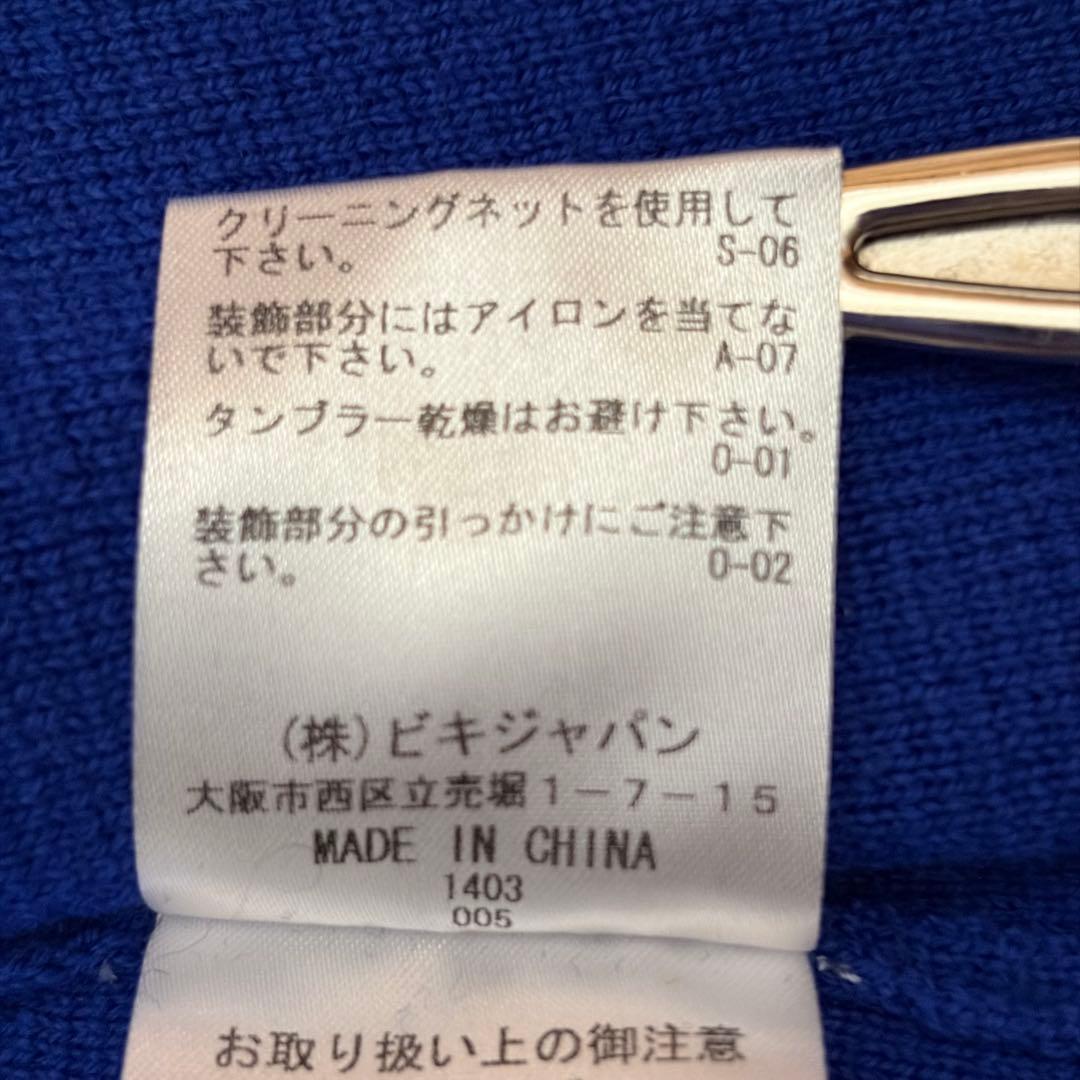 クリーニングネットを使用して
下さい。 S-06
装飾部分にはアイロンを当てな
いで下さい。 A-07
タンブラー乾燥はお避け下さい。
0-01
装飾部分の引っかけにご注意下
さい。 0-02
(株)ビキジャパン
大阪市西区立売堀1-7-15
MADE IN CHINA
1403
005
お取り扱い上の御注意